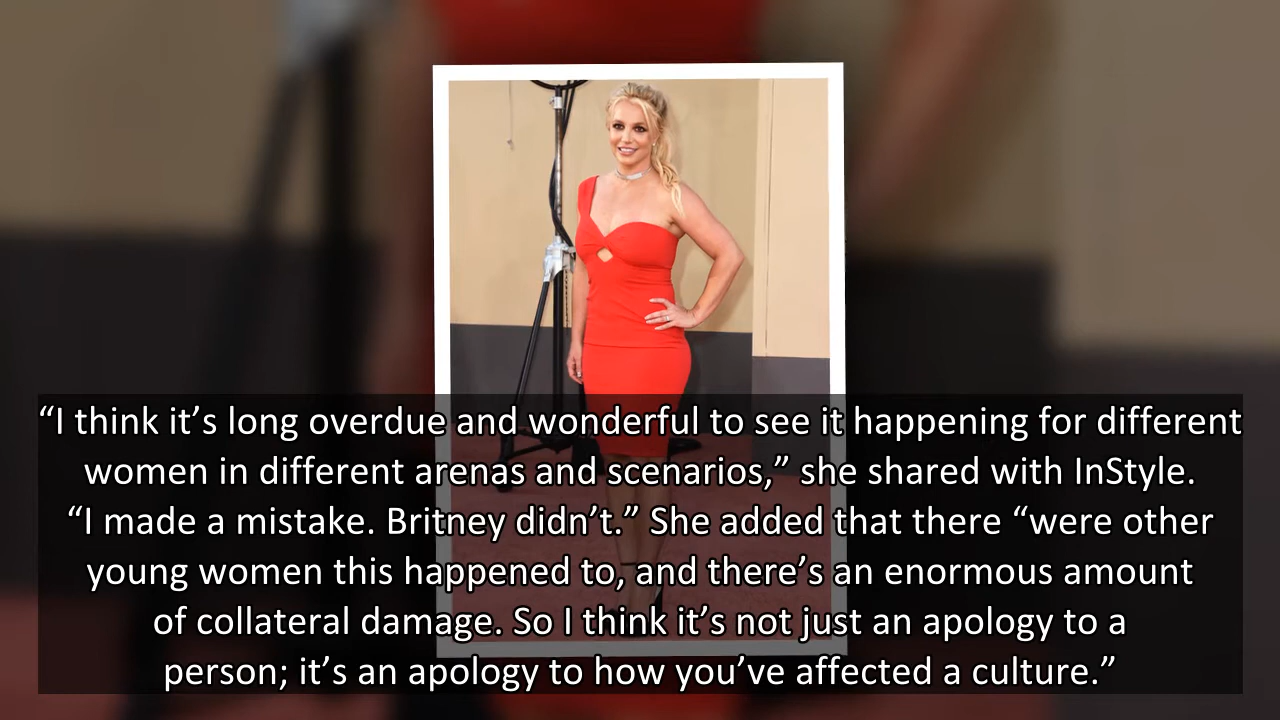 “I think it’s long overdue and wonderful to see it happening for different
women in different arenas and scenarios,” she shared with InStyle.
“I made a mistake. Britney didn’t.” She added that there “were other
young women this happened to, and there’s an enormous amount
of collateral damage. So I think it’s not just an apology to a
person; it’s an apology to how you’ve affected a culture.”